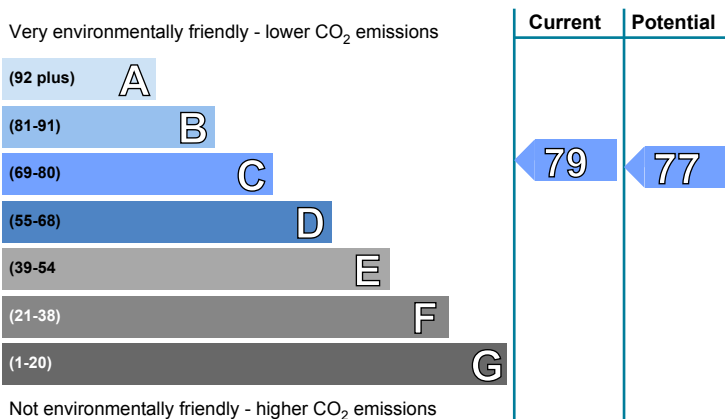 Current Potential
Very environmentally friendly - lower CO2 emissions
(92 plus) A
(81-91) B
(69-80) C 79 77
(55-68) D
(39-54 E
(21-38) F
(1-20) G
Not environmentally friendly - higher CO2 emissions